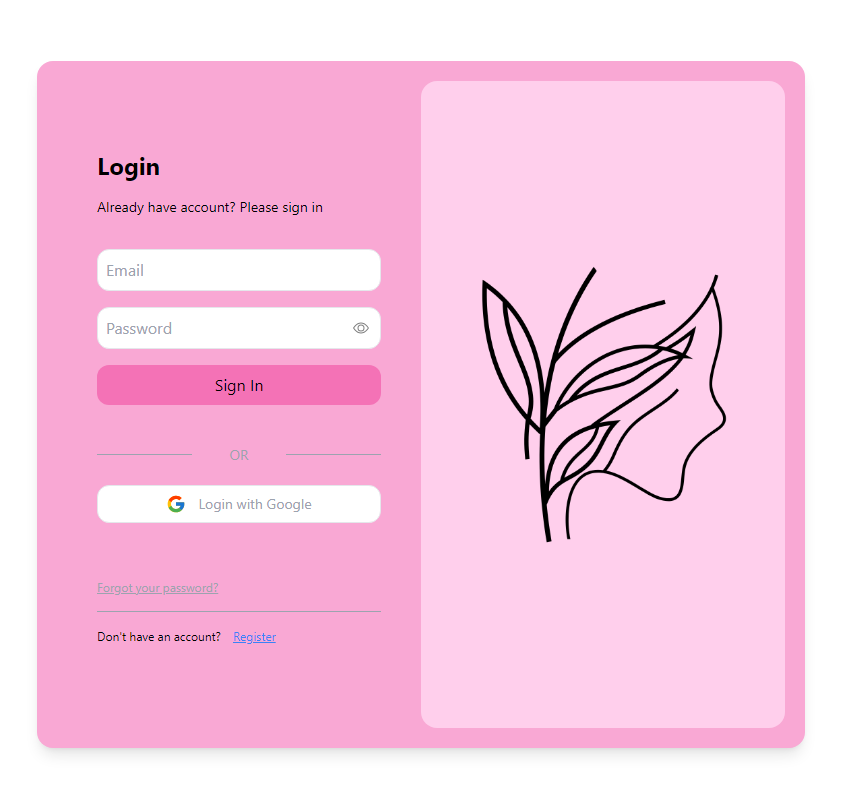 Login
Already have account? Please sign in
Email
Password
Sign In
OR
Login with Google
Forgot your password?
Don't have an account? Register